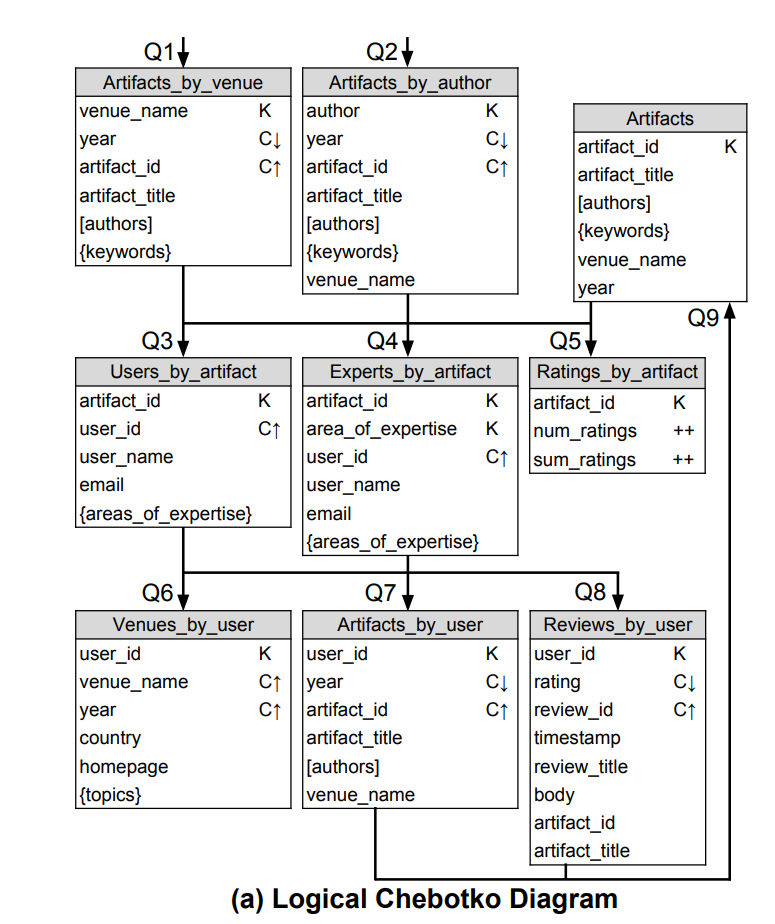 Q1
Q2
Artifacts_by_venue
venue_name K
year C↓
artifact_id C↑
artifact_title
[authors]
{keywords}
Artifacts_by_author
author K
year C↓
artifact_id C↑
artifact_title
[authors]
{keywords}
venue_name
Artifacts
artifact_id K
artifact_title
[authors]
{keywords}
venue_name
year
Q9
Q3
Q4
Q5
Users_by_artifact
artifact_id K
user_id C↑
user_name
email
{areas_of_expertise}
Experts_by_artifact
artifact_id K
area_of_expertise K
user_id C↑
user_name
email
{areas_of_expertise}
Ratings_by_artifact
artifact_id K
num_ratings ++
sum_ratings ++
Q6
Q7
Q8
Venues_by_user
user_id K
venue_name C↑
year C↑
country
homepage
{topics}
Artifacts_by_user
user_id K
year C↓
artifact_id C↑
artifact_title
[authors]
venue_name
Reviews_by_user
user_id K
rating C↓
review_id C↑
timestamp
review_title
body
artifact_id
artifact_title
(a) Logical Chebotko Diagram